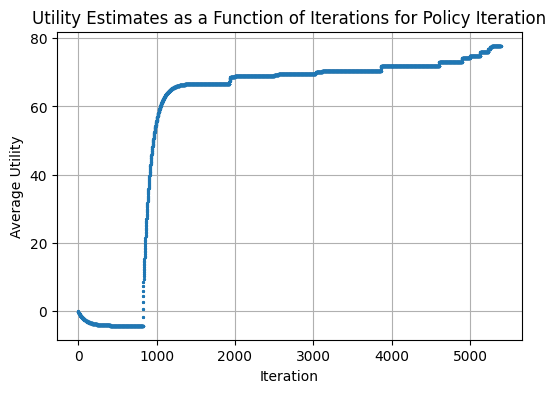 Utility Estimates as a Function of Iterations for Policy Iteration
80
60
40
20
0
Average Utility
0 1000 2000 3000 4000 5000
Iteration